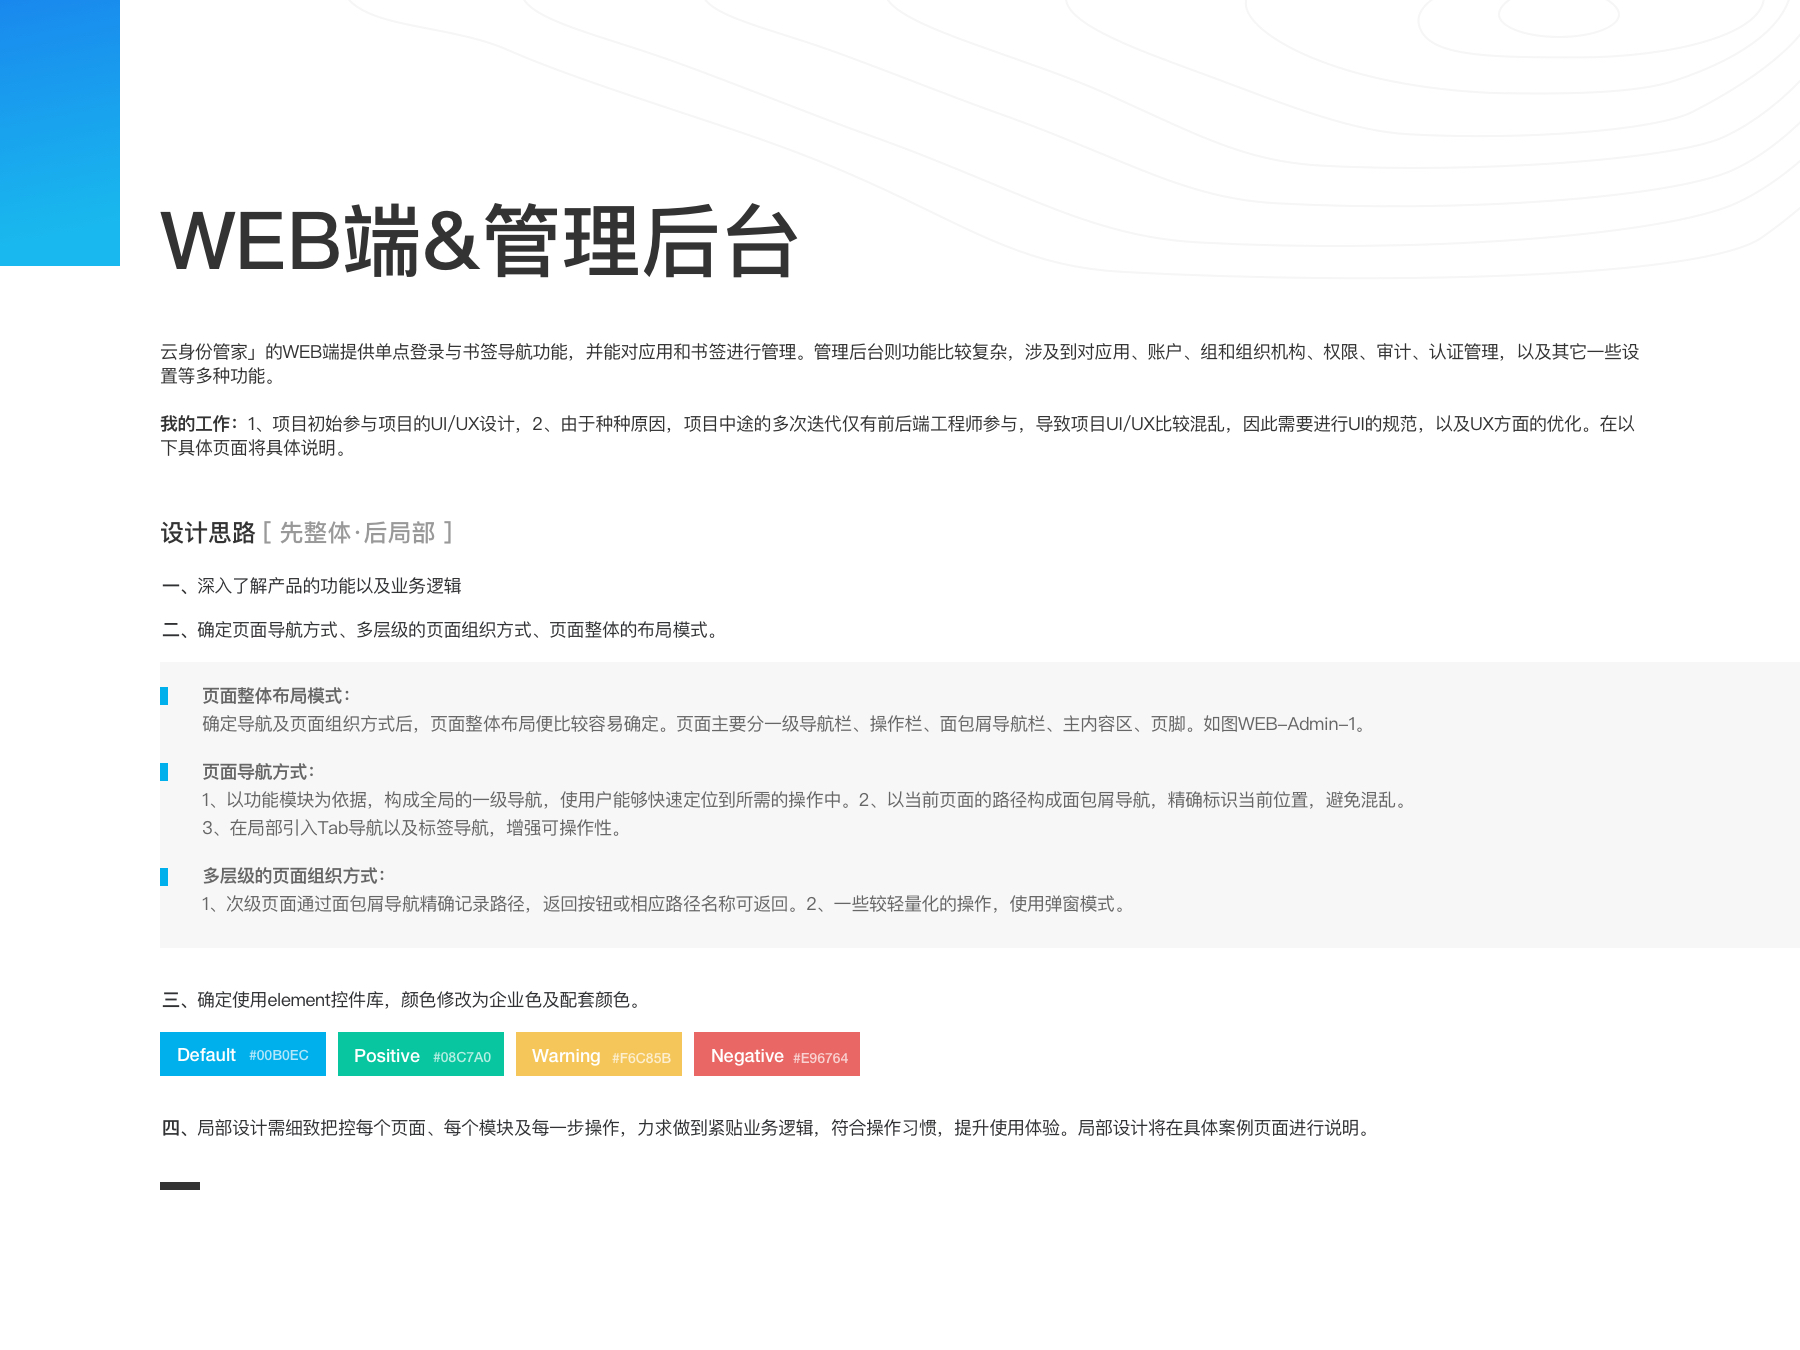 WEB端&管理后台
云身份管家」的WEB端提供单点登录与书签导航功能，并能对应用和书签进行管理。管理后台则功能比较复杂，涉及到对应用、账户、组和组织机构、权限、审计、认证管理，以及其它一些设
置等多种功能。
我的工作：1、项目初始参与项目的UI/UX设计，2、由于种种原因，项目中途的多次迭代仅有前后端工程师参与，导致项目UI/UX比较混乱，因此需要进行UI的规范，以及UX方面的优化。在以
下具体页面将具体说明。
设计思路 [ 先整体·后局部 ]
一、深入了解产品的功能以及业务逻辑
二、确定页面导航方式、多层级的页面组织方式、页面整体的布局模式。
页面整体布局模式：
确定导航及页面组织方式后，页面整体布局便比较容易确定。页面主要分一级导航栏、操作栏、面包屑导航栏、主内容区、页脚。如图WEB–Admin–1。
页面导航方式：
1、以功能模块为依据，构成全局的一级导航，使用户能够快速定位到所需的操作中。2、以当前页面的路径构成面包屑导航，精确标识当前位置，避免混乱。
3、在局部引入Tab导航以及标签导航，增强可操作性。
多层级的页面组织方式：
1、次级页面通过面包屑导航精确记录路径，返回按钮或相应路径名称可返回。2、一些较轻量化的操作，使用弹窗模式。
三、确定使用element控件库，颜色修改为企业色及配套颜色。
Default #00B0EC Positive #08C7A0 Warning #F6C85B Negative #E96764
四、局部设计需细致把控每个页面、每个模块及每一步操作，力求做到紧贴业务逻辑，符合操作习惯，提升使用体验。局部设计将在具体案例页面进行说明。